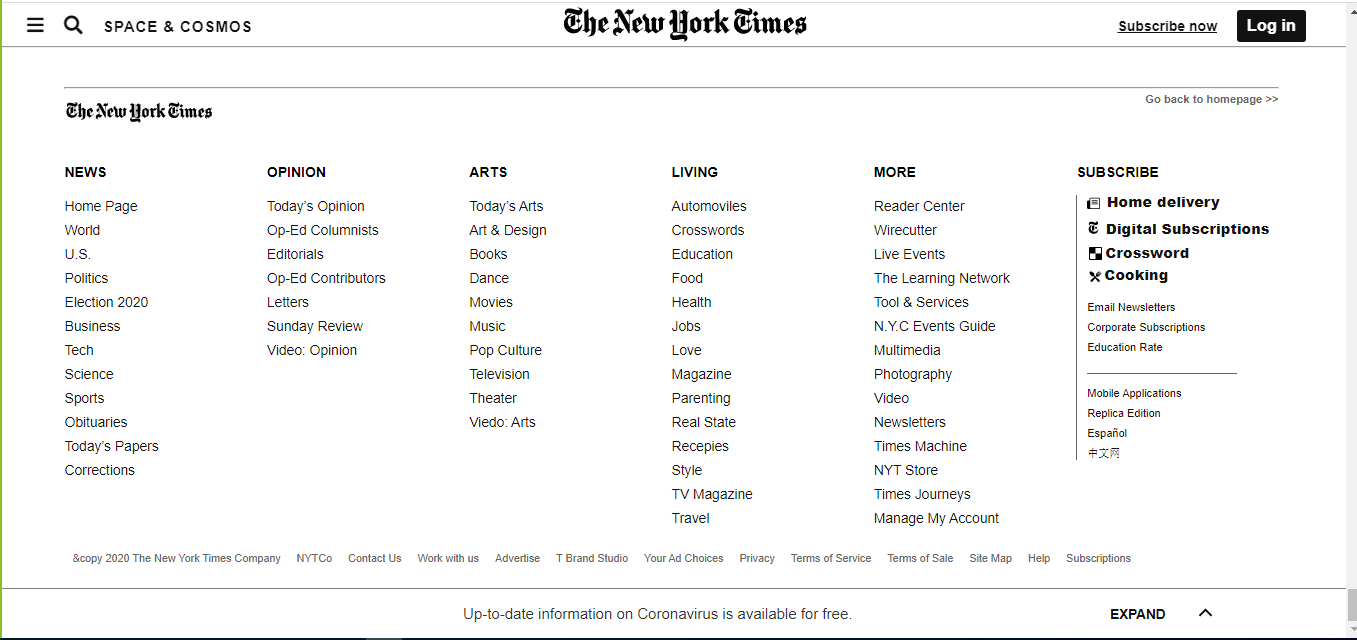 SPACE & COSMOS
The New York Times
Subscribe now
Log in
The New York Times
Go back to homepage >>
NEWS
Home Page
World
U.S.
Politics
Election 2020
Business
Tech
Science
Sports
Obituaries
Today’s Papers
Corrections
OPINION
Today’s Opinion
Op-Ed Columnists
Editorials
Op-Ed Contributors
Letters
Sunday Review
Video: Opinion
ARTS
Today’s Arts
Art & Design
Books
Dance
Movies
Music
Pop Culture
Television
Theater
Viedo: Arts
LIVING
Automoviles
Crosswords
Education
Food
Health
Jobs
Love
Magazine
Parenting
Real State
Recepies
Style
TV Magazine
Travel
MORE
Reader Center
Wirecutter
Live Events
The Learning Network
Tool & Services
N.Y.C Events Guide
Multimedia
Photography
Video
Newsletters
Times Machine
NYT Store
Times Journeys
Manage My Account
SUBSCRIBE
Home delivery
Digital Subscriptions
Crossword
Cooking
Email Newsletters
Corporate Subscriptions
Education Rate
Mobile Applications
Replica Edition
Español
中文网
&copy 2020 The New York Times Company NYTCo Contact Us Work with us Advertise T Brand Studio Your Ad Choices Privacy Terms of Service Terms of Sale Site Map Help Subscriptions
Up-to-date information on Coronavirus is available for free.
EXPAND